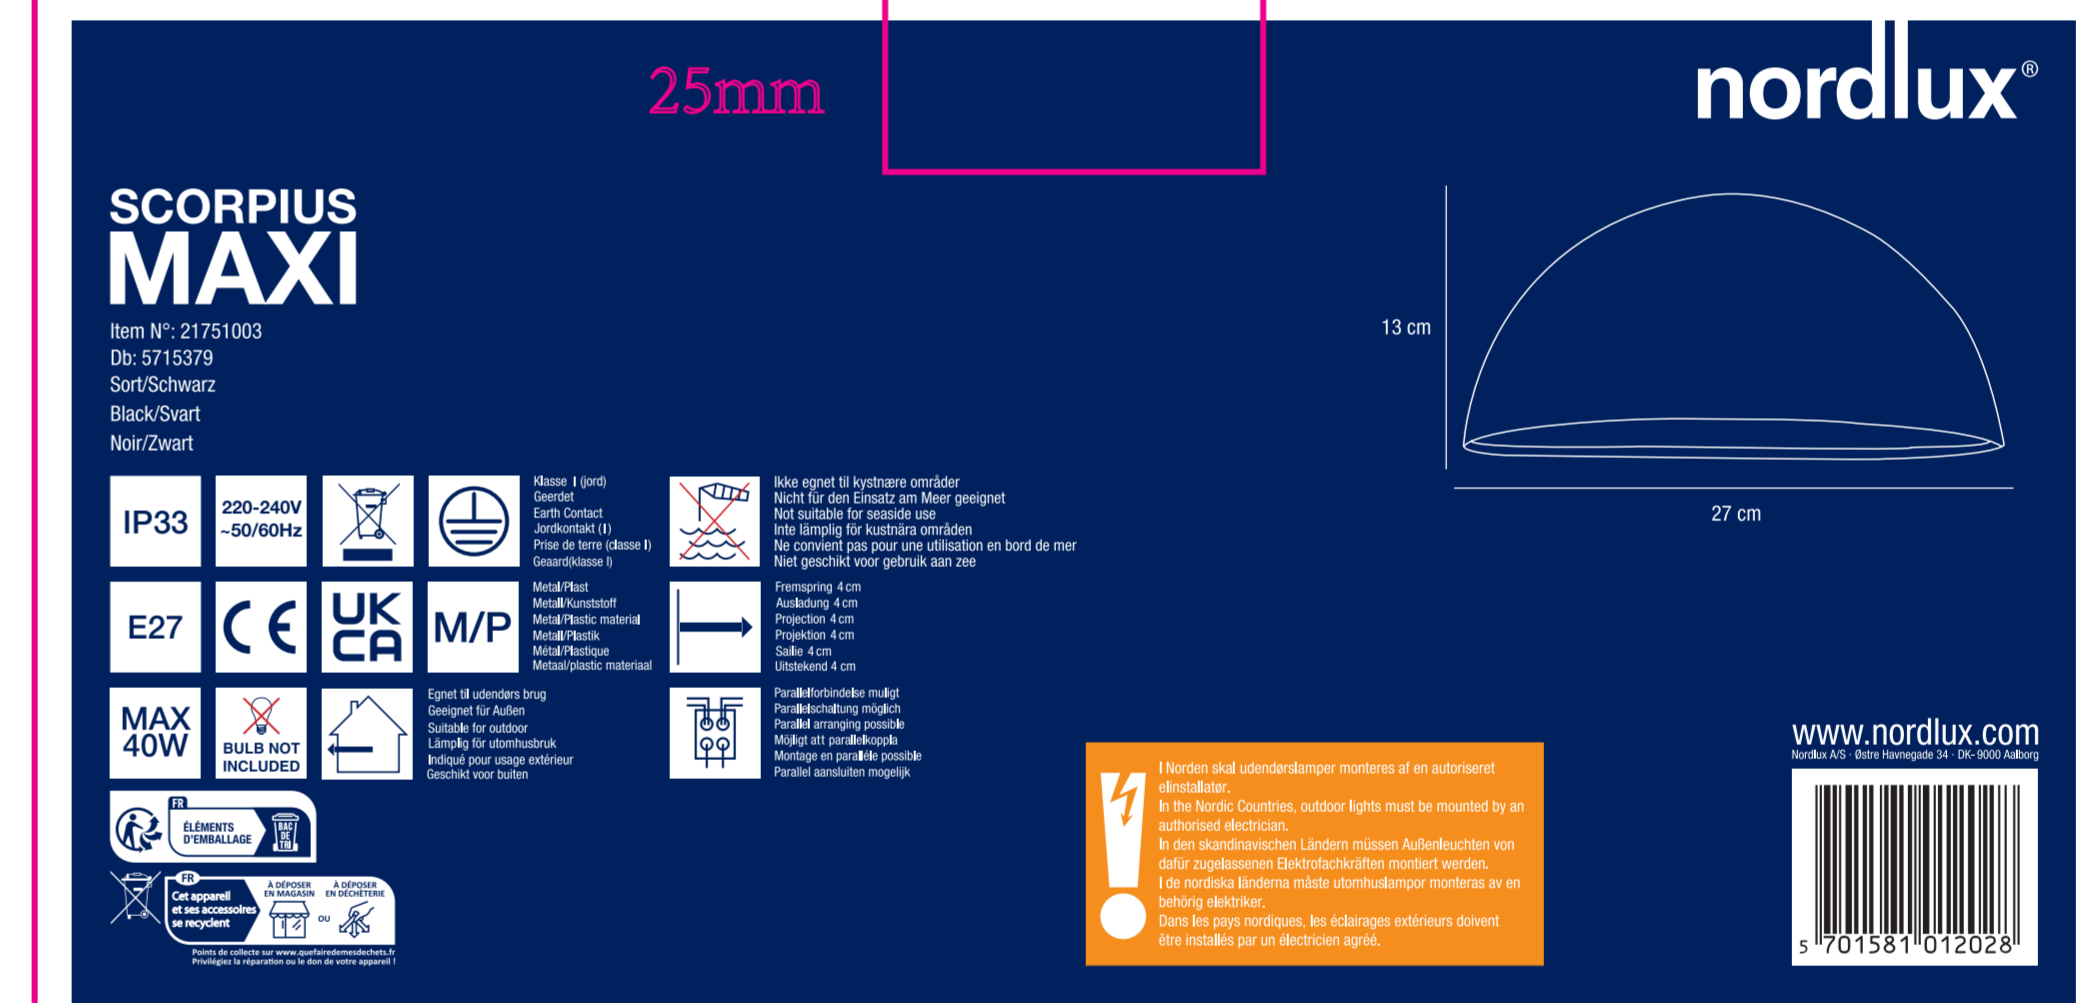 25mm
nordlux®
SCORPIUS
MAXI
Item N°: 21751003
Db: 5715379
Sort/Schwarz
Black/Svart
Noir/Zwart
13 cm
27 cm
IP33
220-240V
~50/60Hz
Klasse I (jord)
Geerdet
Earth Contact
Jordkontakt (I)
Prise de terre (classe I)
Geaard(klasse I)
Ikke egnet til kystnære områder
Nicht für den Einsatz am Meer geeignet
Not suitable for seaside use
Inte lämplig för kustnära områden
Ne convient pas pour une utilisation en bord de mer
Niet geschikt voor gebruik aan zee
E27
CE
UK
CA
M/P
Metal/Plast
Metall/Kunststoff
Metal/Plastic material
Metall/Plastik
Métal/Plastique
Metaal/plastic materiaal
Fremspring 4 cm
Ausladung 4 cm
Projection 4 cm
Projektion 4 cm
Sailie 4 cm
Uitstekend 4 cm
MAX
40W
BULB NOT
INCLUDED
Egnet til udendørs brug
Geeignet für Außen
Suitable for outdoor
Lämplig för utomhusbruk
Indiqué pour usage extérieur
Geschikt voor buiten
Parallelforbindelse muligt
Parallelschaltung möglich
Parallel arranging possible
Möjligt att parallelkoppla
Montage en paralléle possible
Parallel aansluiten mogelijk
FR
ÉLÉMENTS
D'EMBALLAGE
BAC
DE
TRI
FR
Cet appareil
et ses accessoires
se recyclent
À DÉPOSER
EN MAGASIN
OU
À DÉPOSER
EN DÉCHÈTERIE
Points de collecte sur www.quefairedemesdechets.fr
Privilégiez la réparation ou le don de votre appareil !
I Norden skal udendørslamper monteres af en autoriseret
elinstallatør.
In the Nordic Countries, outdoor lights must be mounted by an
authorised electrician.
In den skandinavischen Ländern müssen Außenleuchten von
dafür zugelassenen Elektrofachkräften montiert werden.
I de nordiska länderna måste utomhuslampor monteras av en
behörig elektriker.
Dans les pays nordiques, les éclairages extérieurs doivent
être installés par un électricien agréé.
www.nordlux.com
Nordlux A/S · Østre Havnegade 34 · DK- 9000 Aalborg
5 701581 012028